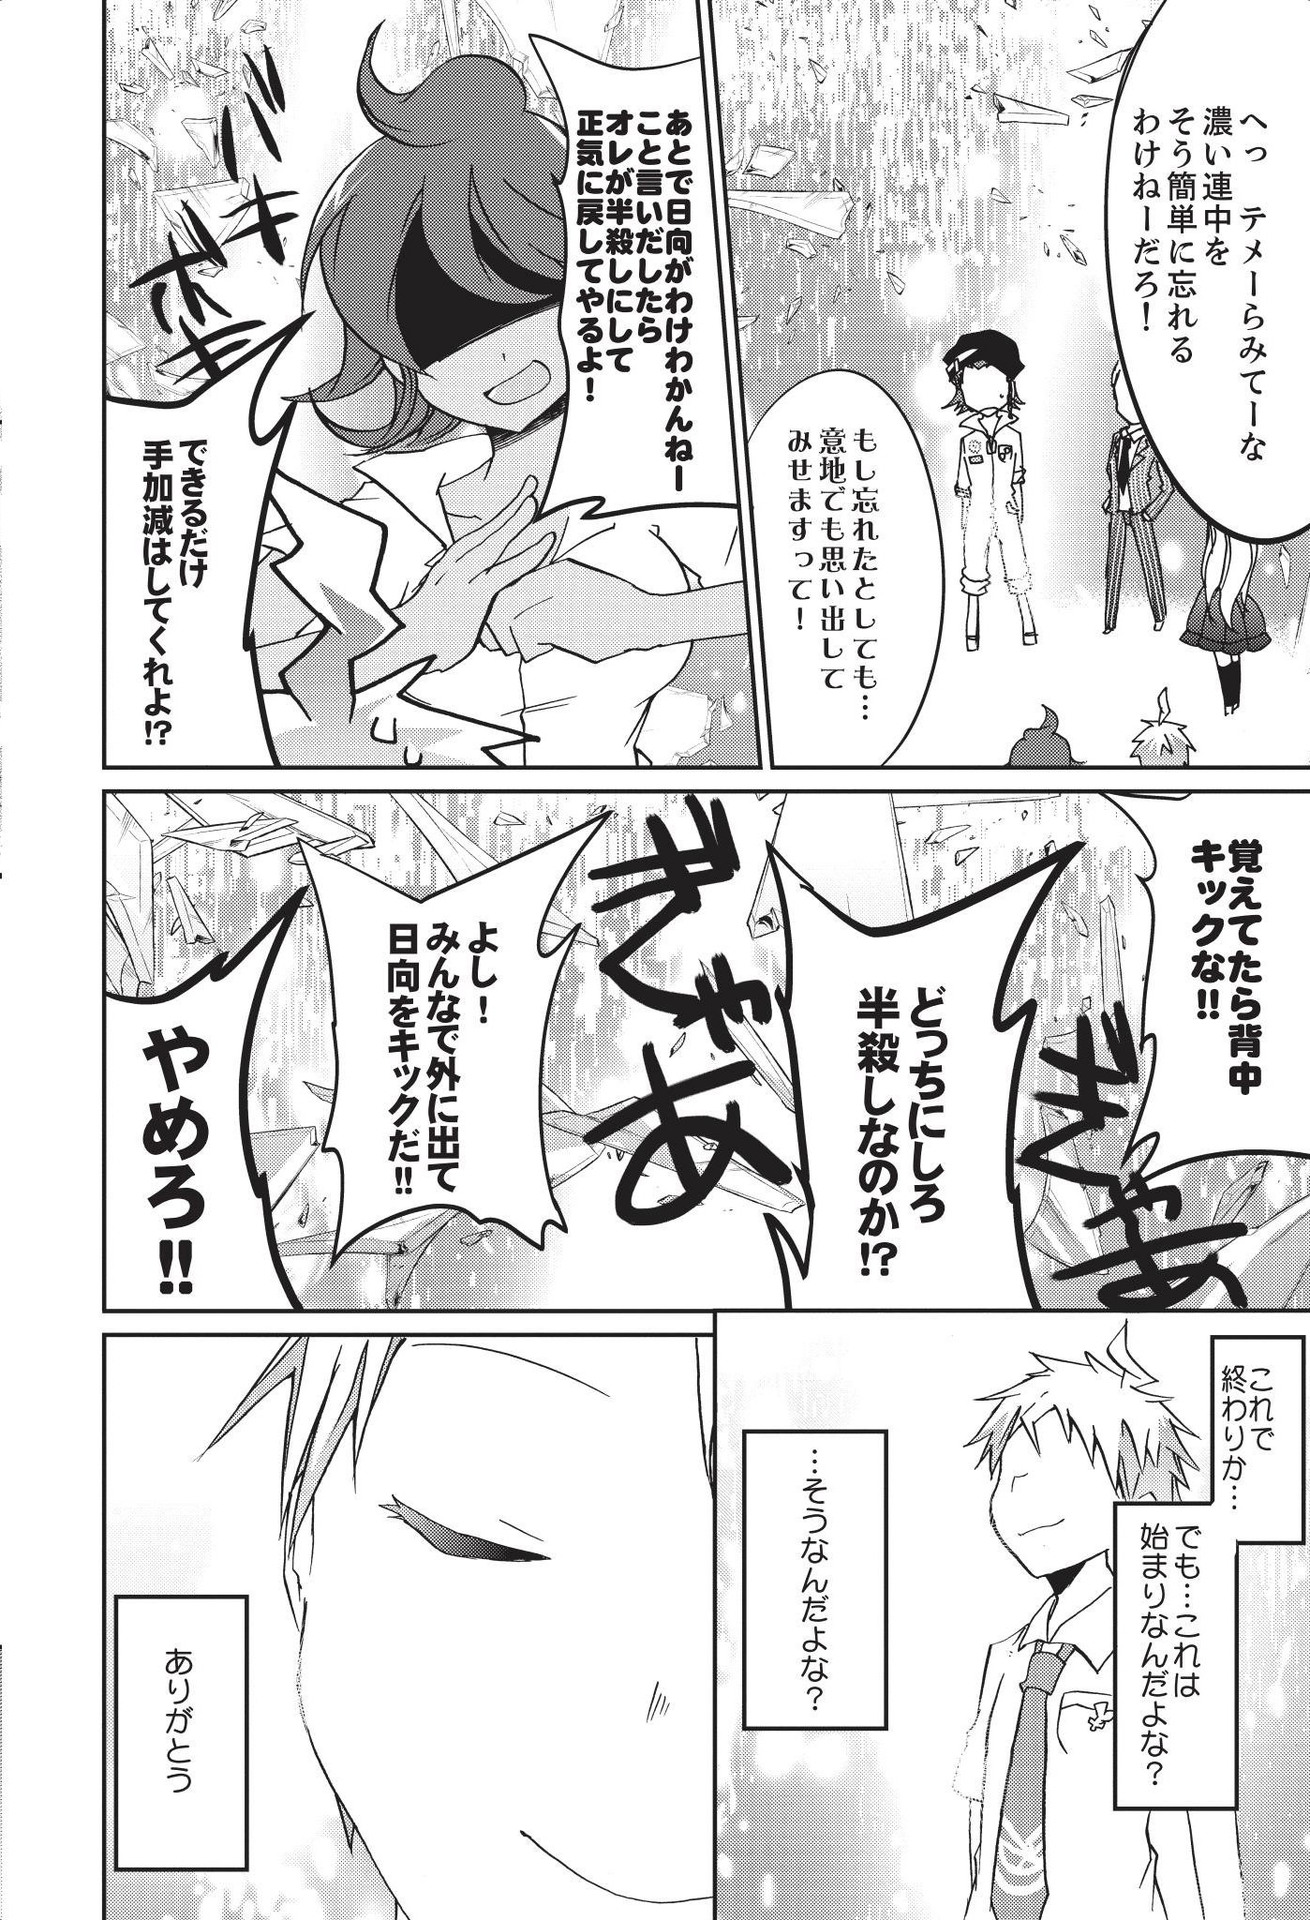 へっ テメーらみてーな
濃い連中を
そう簡単に忘れる
わけねーだろ！
もし忘れたとしても…
意地でも思い出して
みせますって！
あとで日向がわけわかんねー
こと言いだしたら
オレが半殺しにして
正気に戻してやるよ！
ボキ
ボキ
できるだけ
手加減はしてくれよ!?
覚えてたら背中
キックな!!
ぎゃあ
どっちにしろ
半殺しなのか!?
ぎゃあ
よし！
みんなで外に出て
日向をキックだ!!
やめろ!!
これで
終わりか…
でも…これは
始まりなんだよな？
…そうなんだよな？
ありがとう